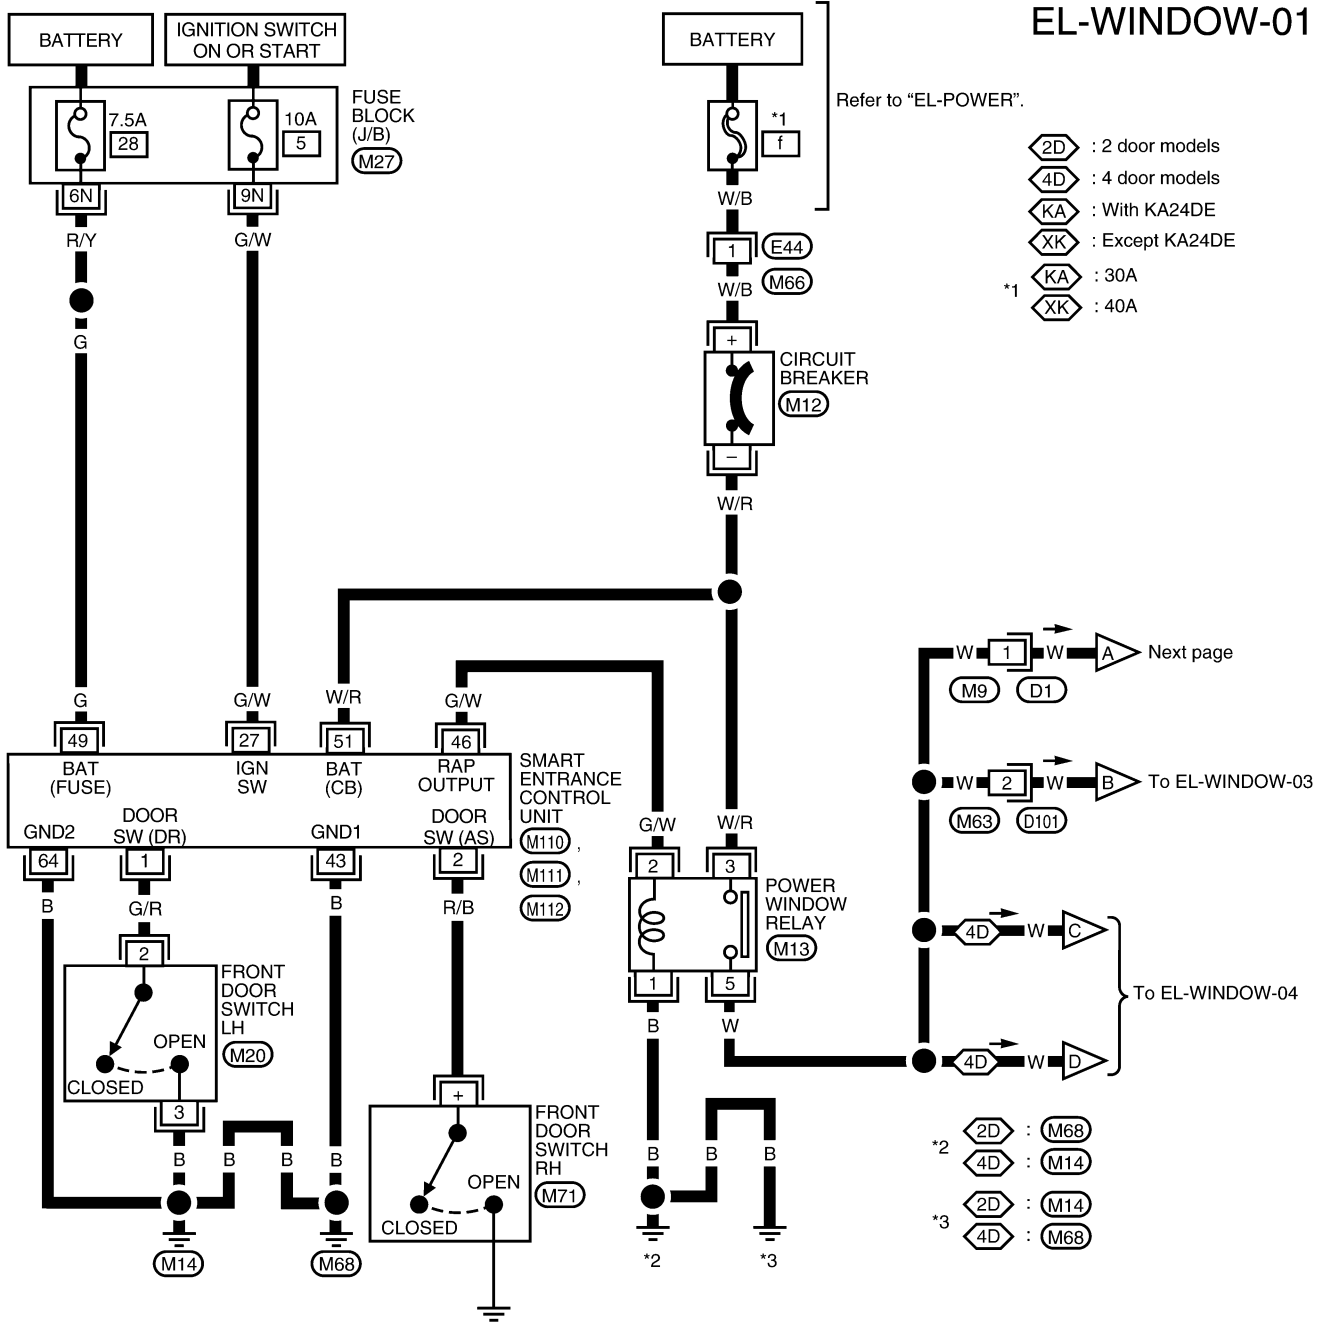 EL-WINDOW-01
BATTERY
IGNITION SWITCH
ON OR START
BATTERY
Refer to “EL-POWER”.
7.5A
28
10A
5
FUSE
BLOCK
(J/B)
M27
*1
f
6N
9N
R/Y
G/W
W/B
1
E44
M66
W/B
2D : 2 door models
4D : 4 door models
KA : With KA24DE
XK : Except KA24DE
*1
KA : 30A
XK : 40A
G
+
CIRCUIT
BREAKER
M12
–
W/R
G
G/W
W/R
G/W
49
27
51
46
BAT
(FUSE)
IGN
SW
BAT
(CB)
RAP
OUTPUT
GND2
DOOR
SW (DR)
GND1
DOOR
SW (AS)
64
1
43
2
SMART
ENTRANCE
CONTROL
UNIT
M110 ,
M111 ,
M112
G/W
W/R
2
3
POWER
WINDOW
RELAY
M13
1
5
B
W
W
1
W
A
Next page
M9
D1
W
2
W
B
To EL-WINDOW-03
M63
D101
4D
W
C
To EL-WINDOW-04
4D
W
D
B
G/R
B
R/B
2
FRONT
DOOR
SWITCH
LH
M20
OPEN
CLOSED
3
B
B
B
B
M14
M68
+
FRONT
DOOR
SWITCH
RH
M71
OPEN
CLOSED
B
B
B
*2
*3
*2
2D : M68
4D : M14
*3
2D : M14
4D : M68